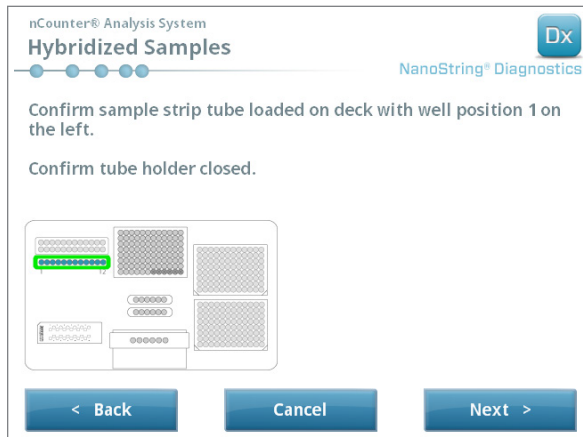 nCounter® Analysis System
Hybridized Samples
Dx
NanoString® Diagnostics
Confirm sample strip tube loaded on deck with well position 1 on
the left.
Confirm tube holder closed.
1 12
< Back
Cancel
Next >